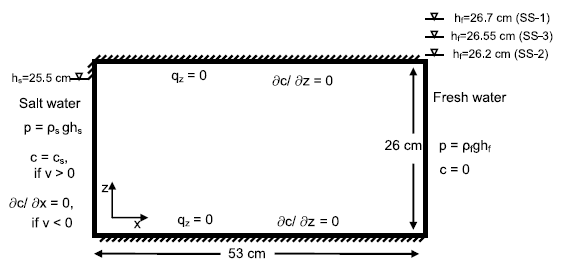 hf=26.7 cm (SS-1)
hf=26.55 cm (SS-3)
hf=26.2 cm (SS-2)
hs=25.5 cm
qz = 0
∂c/ ∂z = 0
Salt water
Fresh water
p = ρs ghs
26 cm
p = ρfghf
c = cs,
if v > 0
c = 0
∂c/ ∂x = 0,
if v < 0
z
x
qz = 0
∂c/ ∂z = 0
53 cm